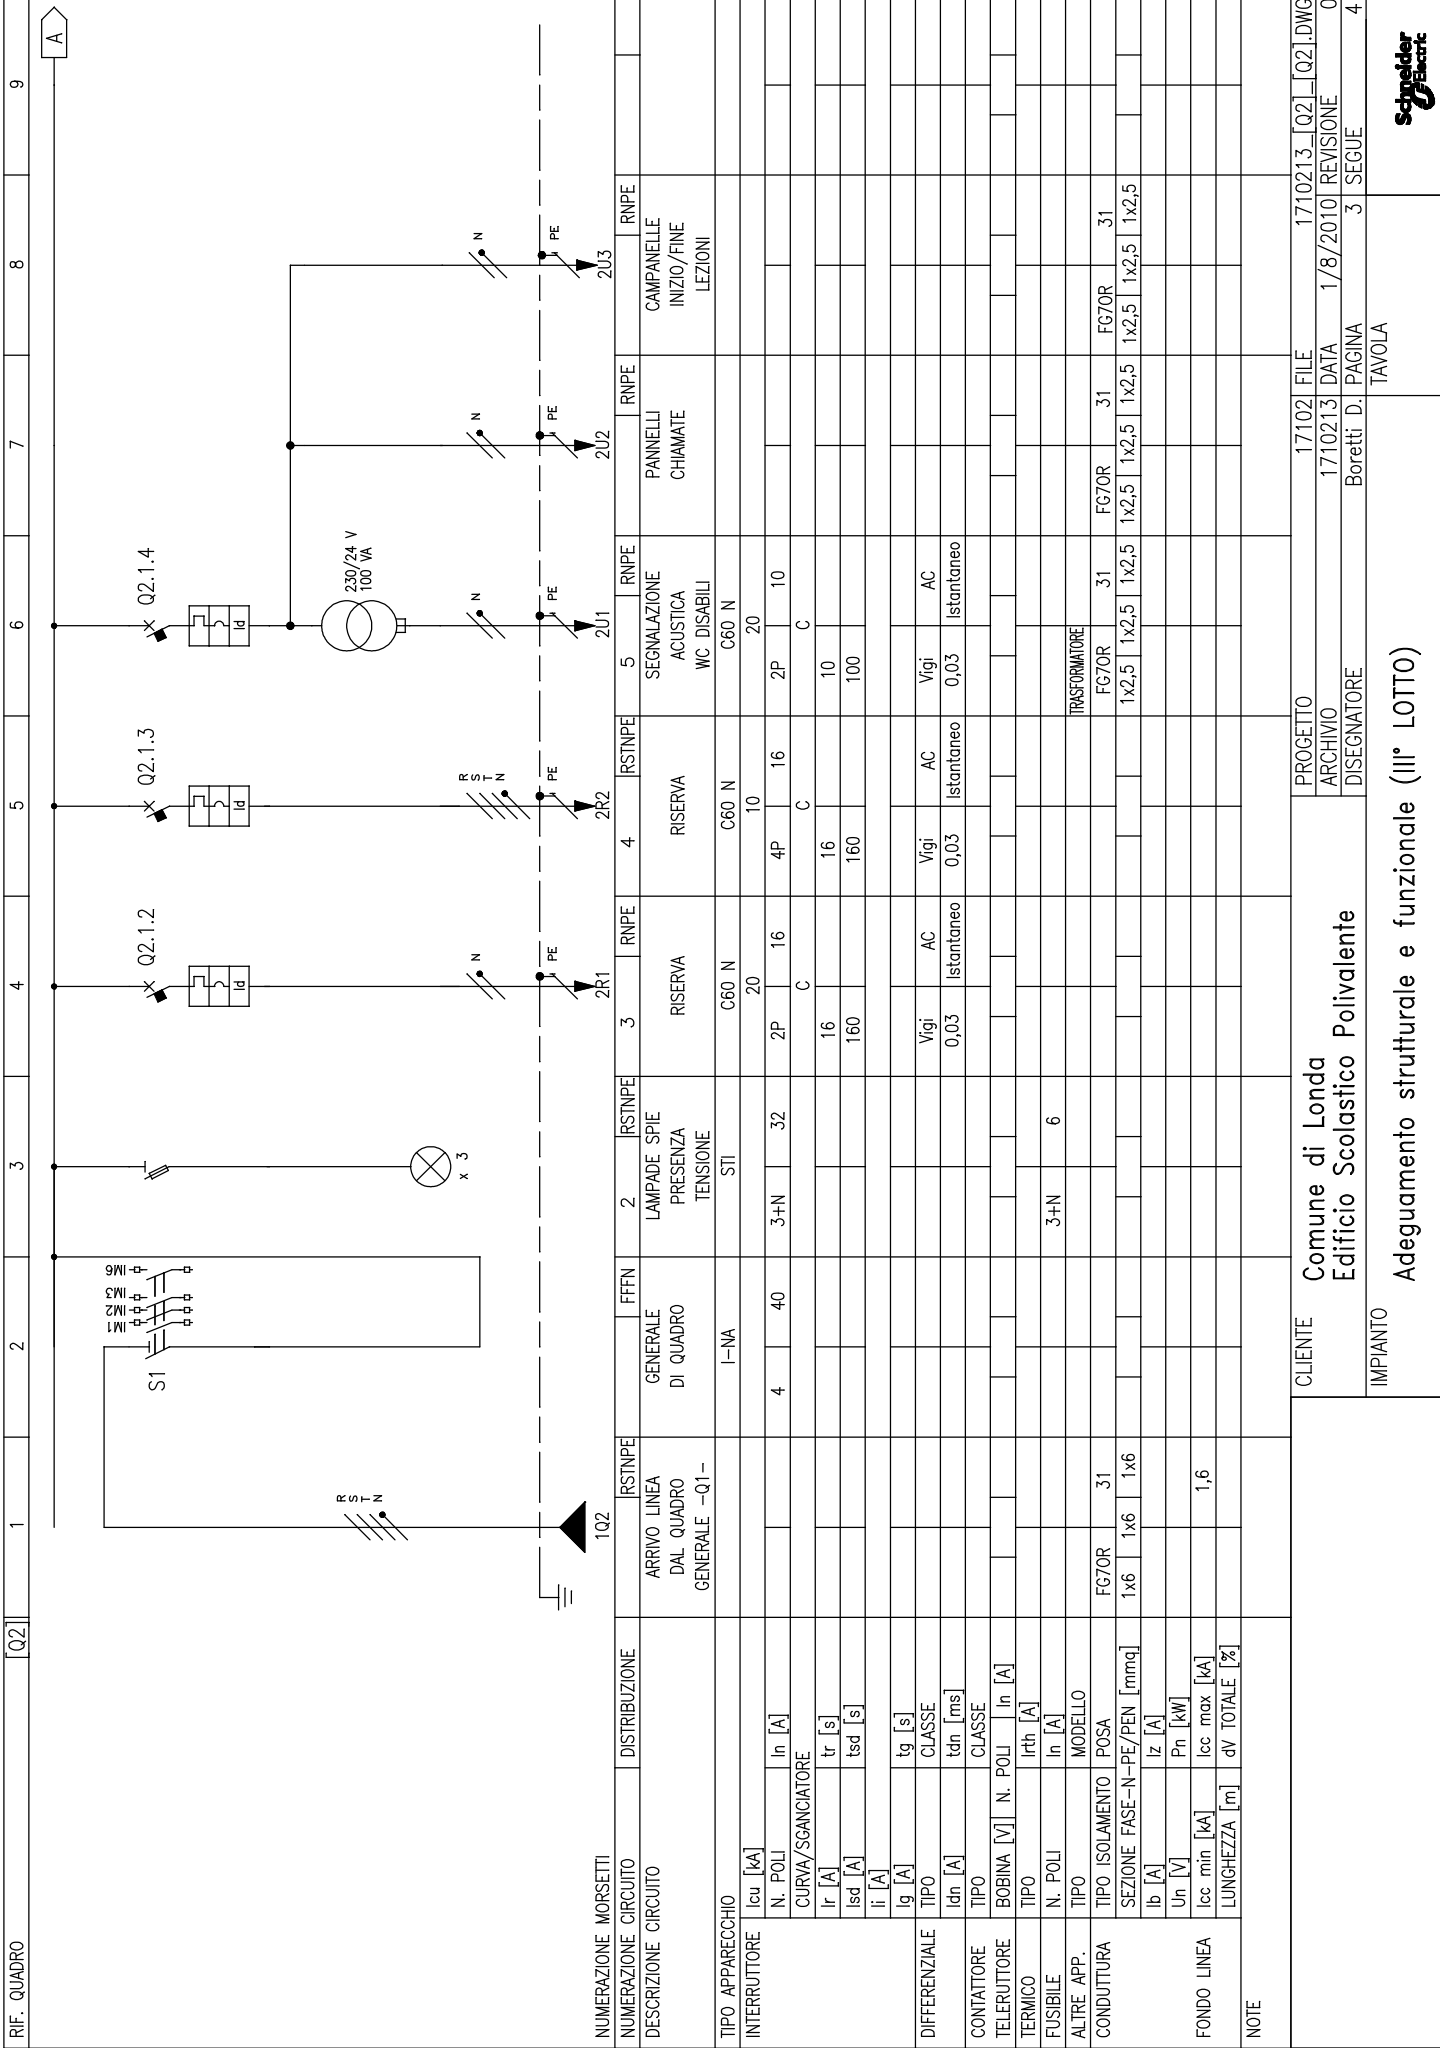 RIF. QUADRO [Q2] 1 2 3 4 5 6 7 8 9
A
S1
IM1 IM2 IM3 IM6
Q2.1.2 Q2.1.3 Q2.1.4
Id Id Id
230/24 V
100 VA
x 3
R S T N
N
R S T N
N
N
N
PE PE PE PE PE
NUMERAZIONE MORSETTI 1Q2 2R1 2R2 2U1 2U2 2U3
NUMERAZIONE CIRCUITO DISTRIBUZIONE RSTNPE FFFN 2 RSTNPE 3 RNPE 4 RSTNPE 5 RNPE RNPE RNPE
DESCRIZIONE CIRCUITO
ARRIVO LINEA
DAL QUADRO
GENERALE -Q1-
GENERALE
DI QUADRO
LAMPADE SPIE
PRESENZA
TENSIONE
RISERVA
RISERVA
SEGNALAZIONE
ACUSTICA
WC DISABILI
PANNELLI
CHIAMATE
CAMPANELLE
INIZIO/FINE
LEZIONI
TIPO APPARECCHIO I-NA STI C60 N C60 N C60 N
INTERRUTTORE Icu [kA] 20 10 20
N. POLI In [A] 4 40 3+N 32 2P 16 4P 16 2P 10
CURVA/SGANCIATORE C C C
Ir [A] tr [s] 16 16 10
Isd [A] tsd [s] 160 160 100
Ii [A]
Ig [A] tg [s]
DIFFERENZIALE TIPO CLASSE Vigi AC Vigi AC Vigi AC
Idn [A] tdn [ms] 0,03 Istantaneo 0,03 Istantaneo 0,03 Istantaneo
CONTATTORE TIPO CLASSE
TELERUTTORE BOBINA [V] N. POLI In [A]
TERMICO TIPO Irth [A]
FUSIBILE N. POLI In [A] 3+N 6
ALTRE APP. TIPO MODELLO TRASFORMATORE
CONDUTTURA TIPO ISOLAMENTO POSA FG7OR 31 FG7OR 31 FG7OR 31 FG7OR 31
SEZIONE FASE-N-PE/PEN [mmq] 1x6 1x6 1x6 1x2,5 1x2,5 1x2,5 1x2,5 1x2,5 1x2,5 1x2,5 1x2,5 1x2,5
Ib [A] Iz [A]
Un [V] Pn [kW]
FONDO LINEA Icc min [kA] Icc max [kA] 1,6
LUNGHEZZA [m] dV TOTALE [%]
NOTE
CLIENTE
Comune di Londa
Edificio Scolastico Polivalente
IMPIANTO
Adeguamento strutturale e funzionale (III° LOTTO)
PROGETTO 17102 FILE 1710213_[Q2]_[Q2].DWG
ARCHIVIO 1710213 DATA 1/8/2010 REVISIONE 0
DISEGNATORE Boretti D. PAGINA 3 SEGUE 4
TAVOLA
Schneider
Electric